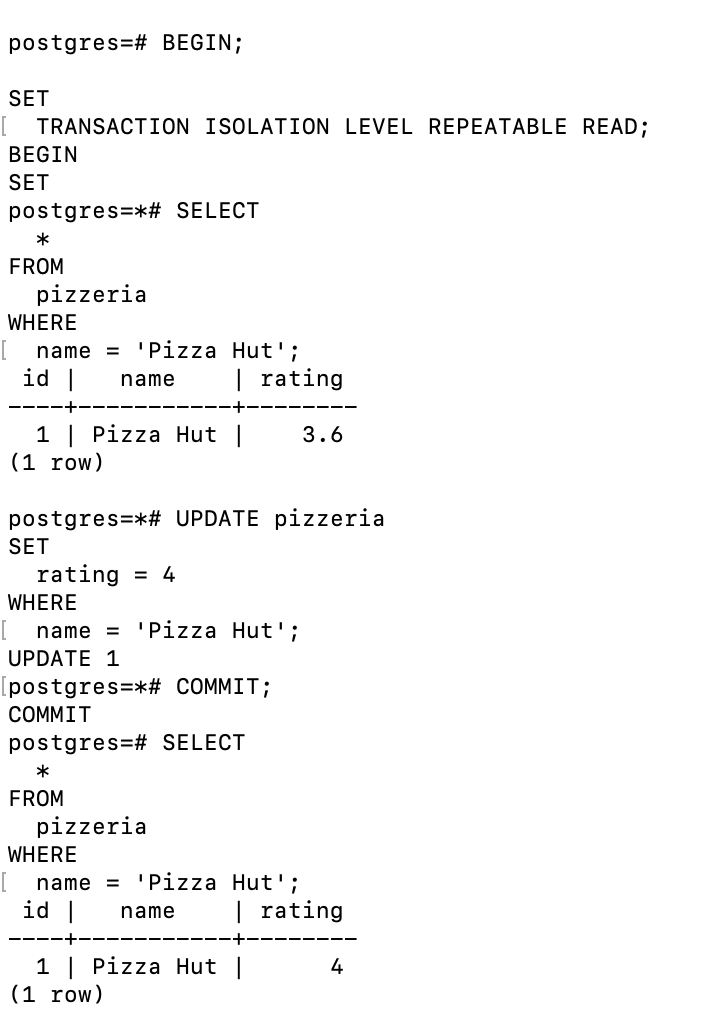 postgres=# BEGIN;

SET
[  TRANSACTION ISOLATION LEVEL REPEATABLE READ;
BEGIN
SET
postgres=*# SELECT
  *
FROM
  pizzeria
WHERE
[  name = 'Pizza Hut';
 id |   name    | rating
----+-----------+--------
  1 | Pizza Hut |    3.6
(1 row)

postgres=*# UPDATE pizzeria
SET
  rating = 4
WHERE
[  name = 'Pizza Hut';
UPDATE 1
[postgres=*# COMMIT;
COMMIT
postgres=# SELECT
  *
FROM
  pizzeria
WHERE
[  name = 'Pizza Hut';
 id |   name    | rating
----+-----------+--------
  1 | Pizza Hut |      4
(1 row)